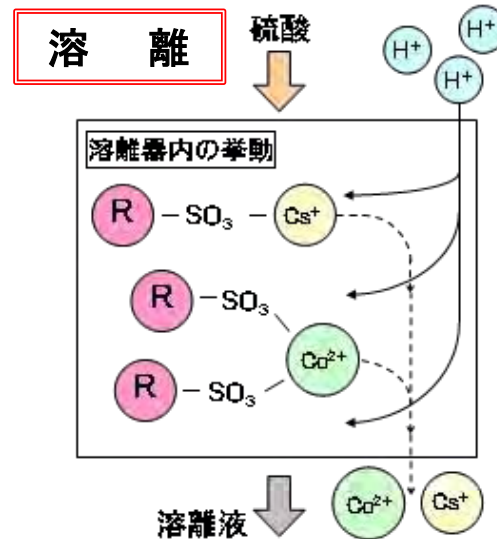 溶 離
硫酸
H⁺
H⁺
H⁺
溶離器内の挙動
R — SO₃ — Cs⁺
R — SO₃
Co²⁺
R — SO₃
溶離液
Co²⁺ Cs⁺